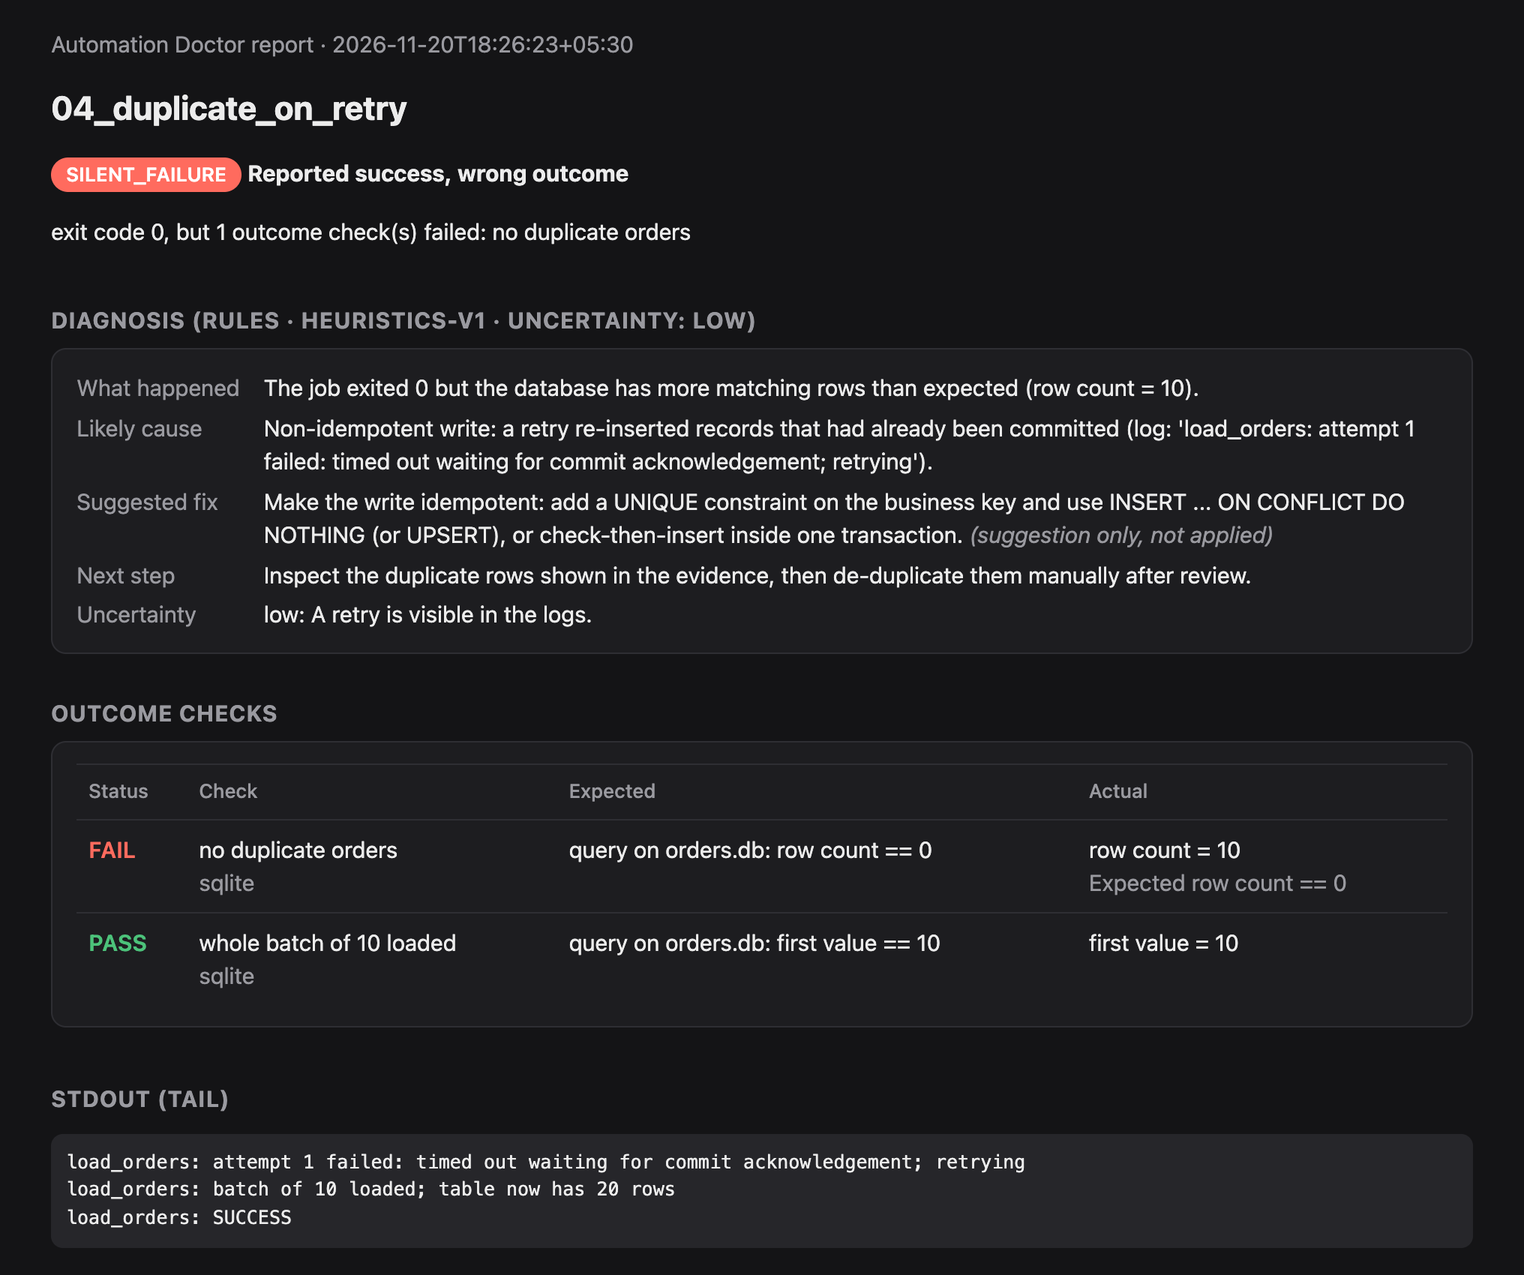 Automation Doctor report · 2026-11-20T18:26:23+05:30
04_duplicate_on_retry
SILENT_FAILURE Reported success, wrong outcome
exit code 0, but 1 outcome check(s) failed: no duplicate orders
DIAGNOSIS (RULES · HEURISTICS-V1 · UNCERTAINTY: LOW)
What happened The job exited 0 but the database has more matching rows than expected (row count = 10).
Likely cause Non-idempotent write: a retry re-inserted records that had already been committed (log: 'load_orders: attempt 1
failed: timed out waiting for commit acknowledgement; retrying').
Suggested fix Make the write idempotent: add a UNIQUE constraint on the business key and use INSERT ... ON CONFLICT DO
NOTHING (or UPSERT), or check-then-insert inside one transaction. (suggestion only, not applied)
Next step Inspect the duplicate rows shown in the evidence, then de-duplicate them manually after review.
Uncertainty low: A retry is visible in the logs.
OUTCOME CHECKS
Status Check Expected Actual
FAIL no duplicate orders query on orders.db: row count == 0 row count = 10
sqlite Expected row count == 0
PASS whole batch of 10 loaded query on orders.db: first value == 10 first value = 10
sqlite
STDOUT (TAIL)
load_orders: attempt 1 failed: timed out waiting for commit acknowledgement; retrying
load_orders: batch of 10 loaded; table now has 20 rows
load_orders: SUCCESS